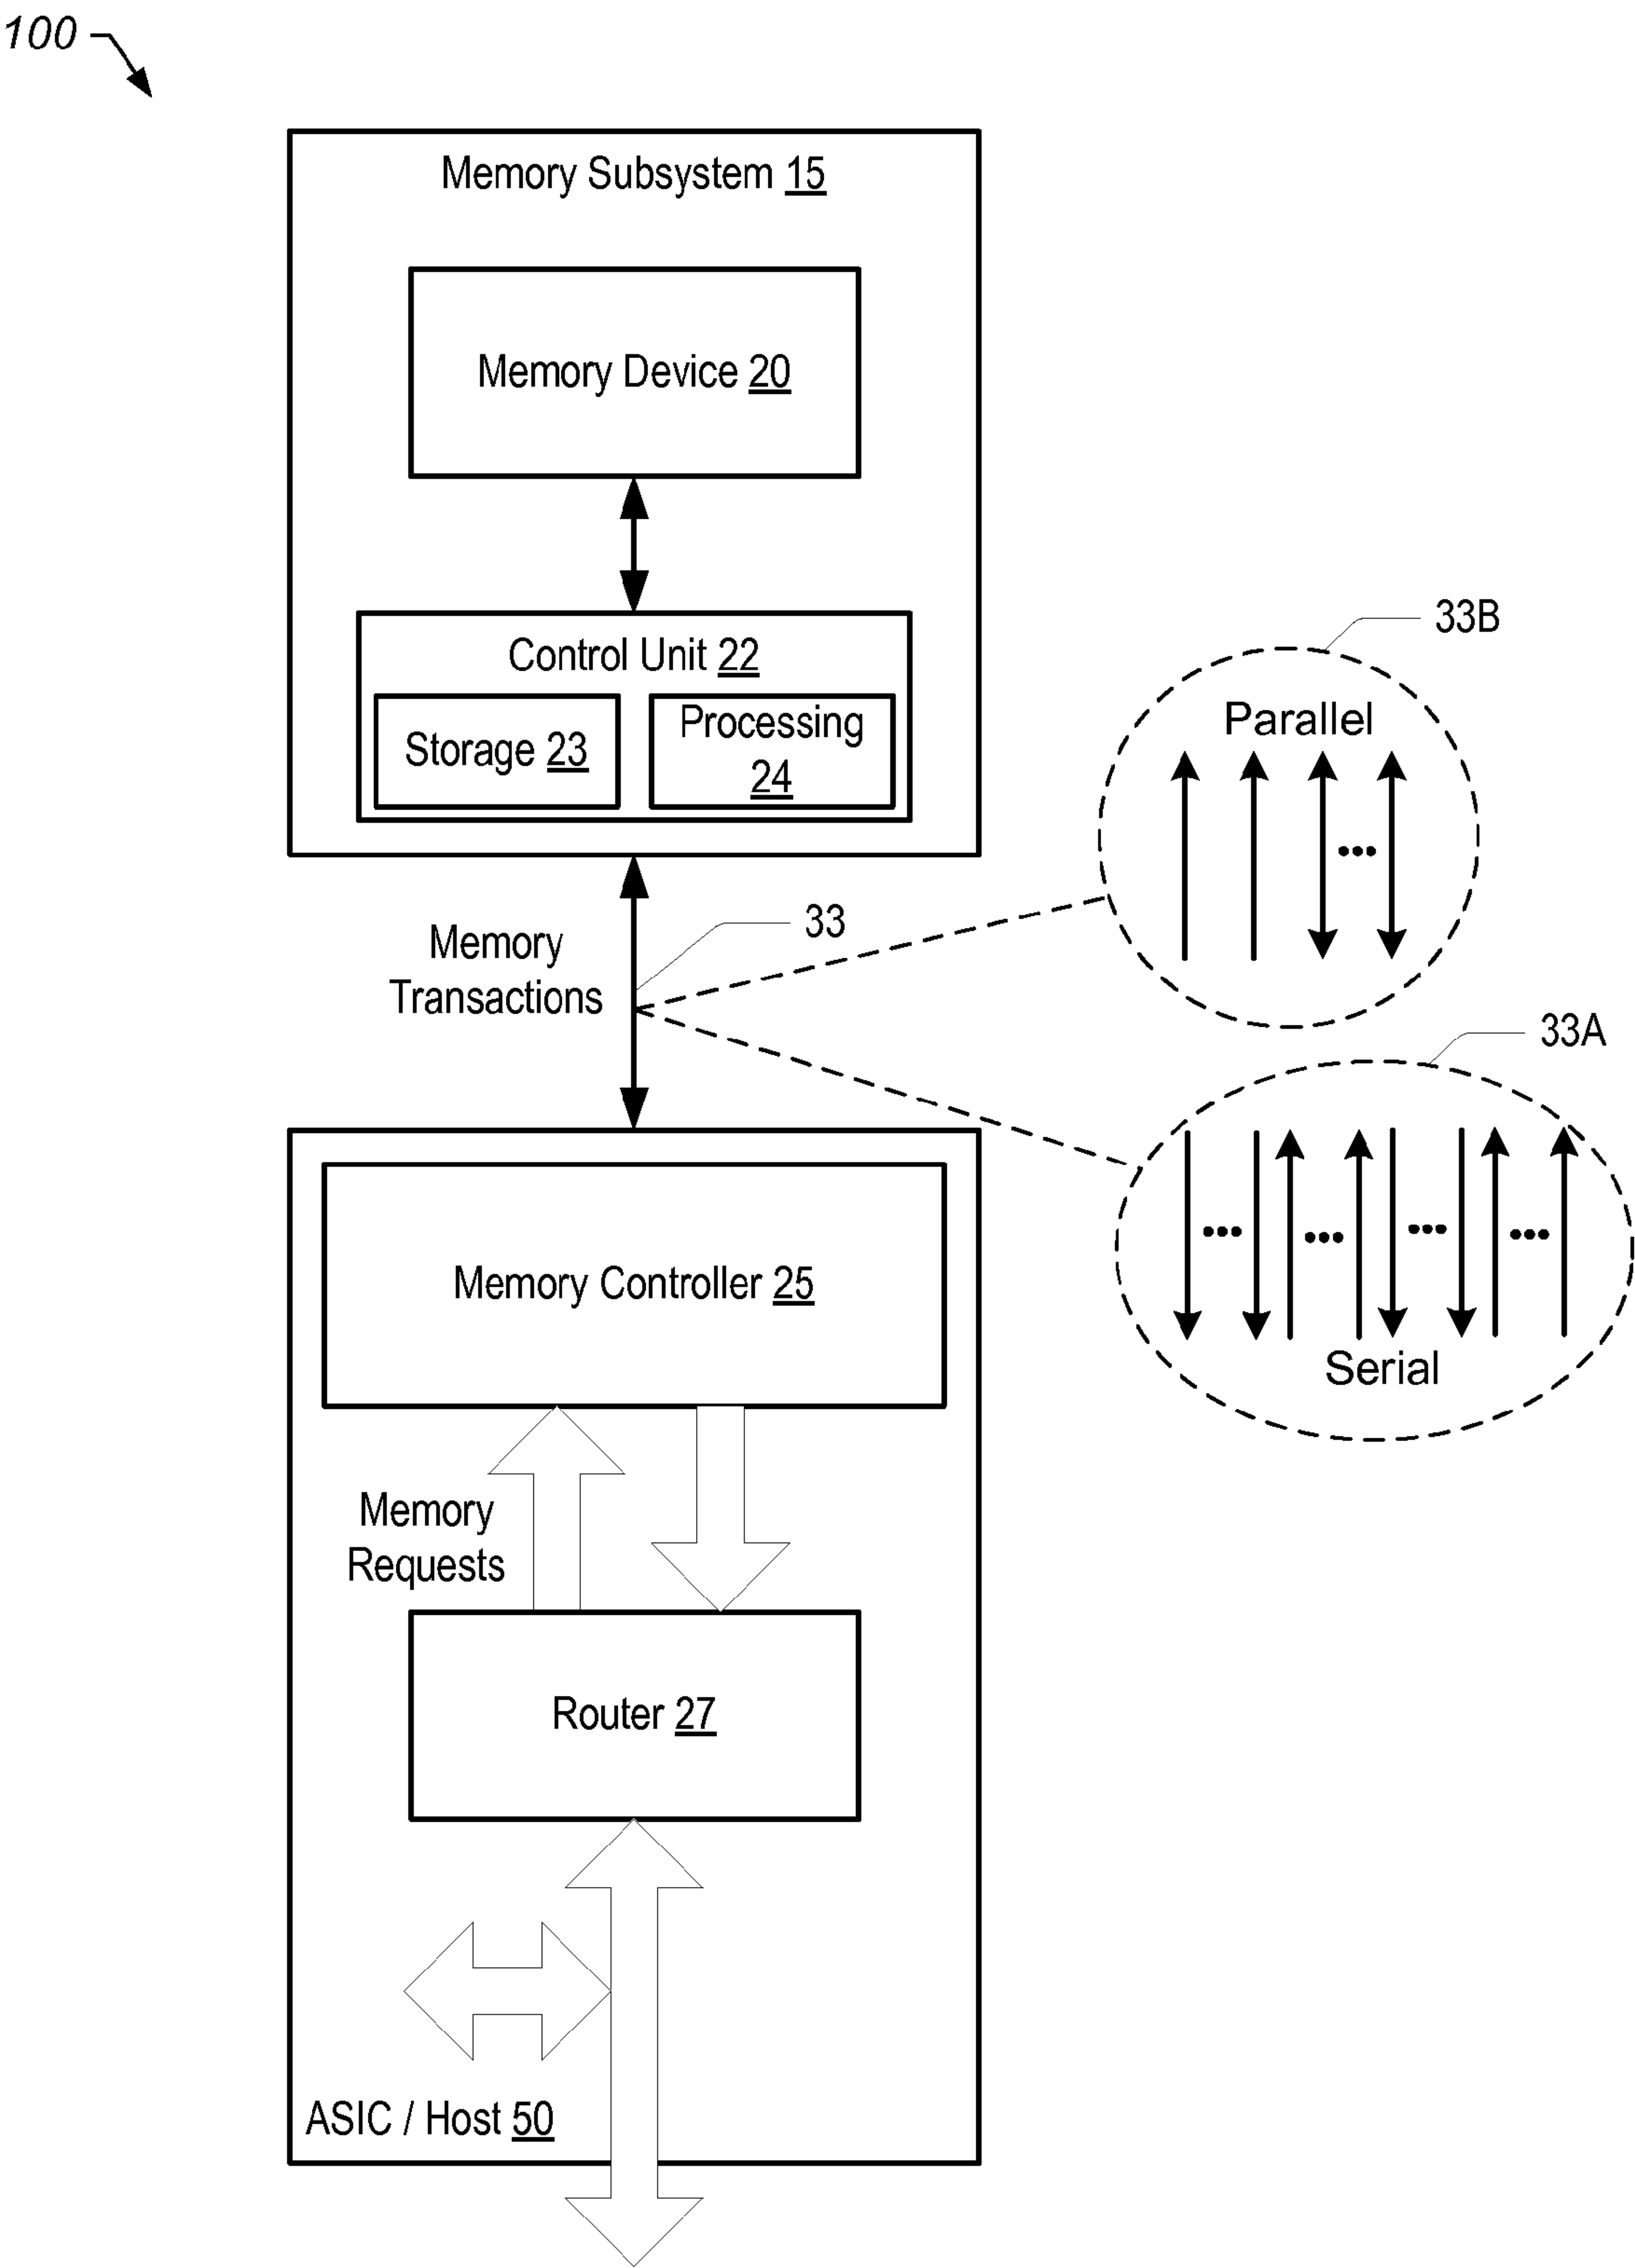 100
Memory Subsystem 15
Memory Device 20
Control Unit 22
Storage 23
Processing
24
33B
Parallel
...
33
Memory
Transactions
33A
... ... ... ...
Serial
Memory Controller 25
Memory
Requests
Router 27
ASIC / Host 50